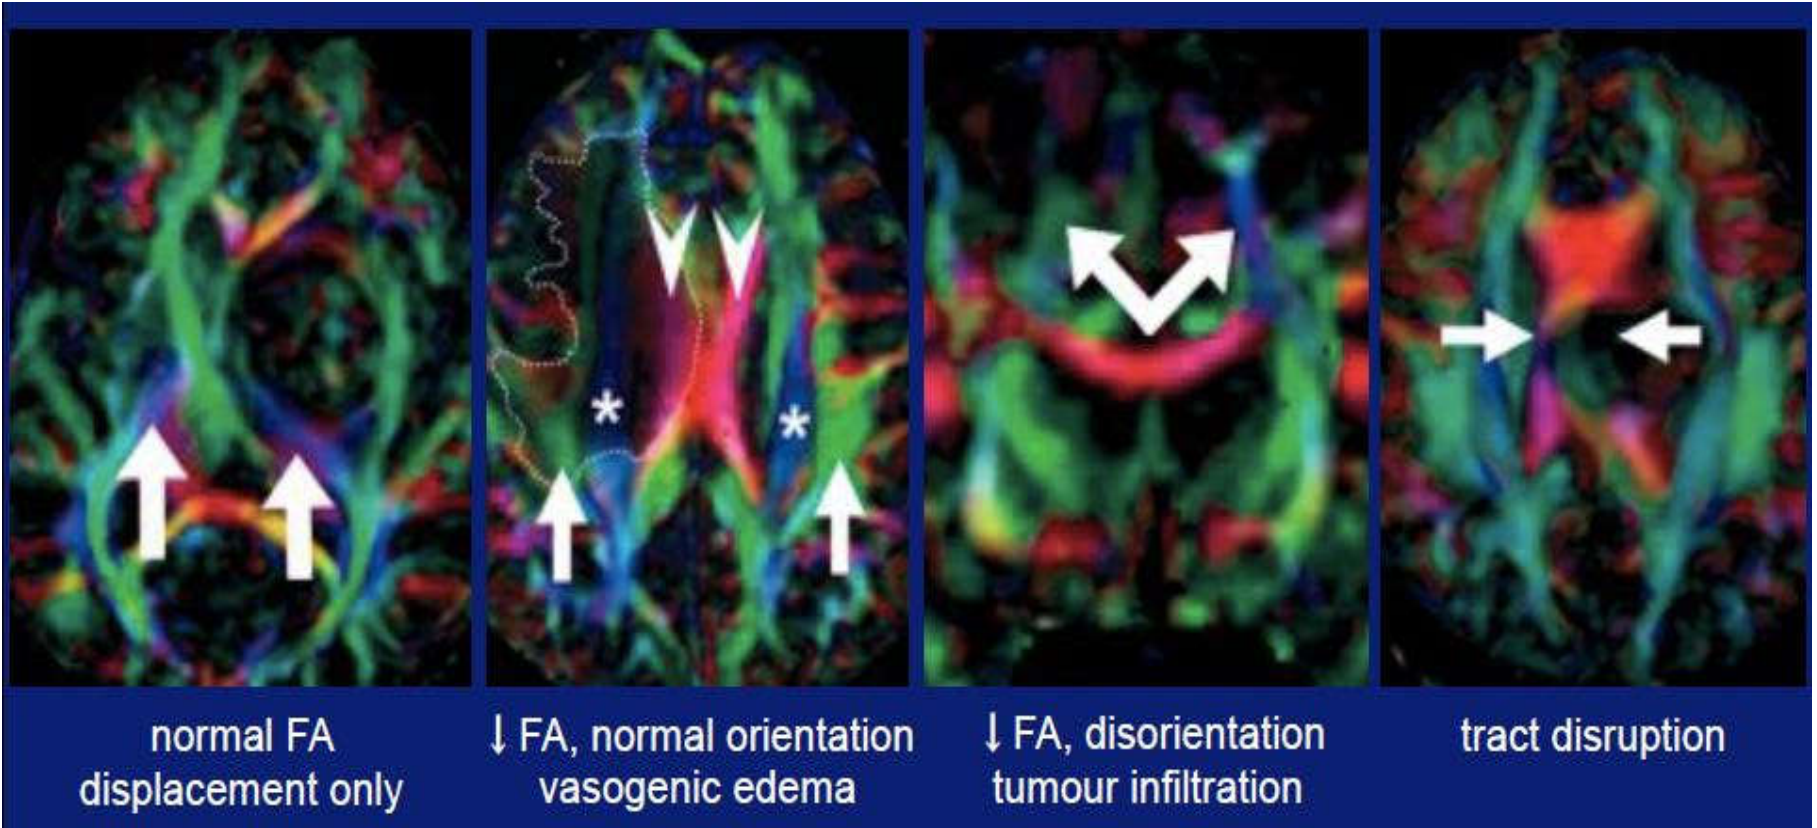 normal FA
displacement only
↓ FA, normal orientation
vasogenic edema
↓ FA, disorientation
tumour infiltration
tract disruption